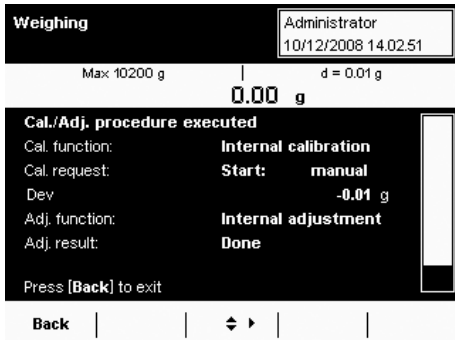 Weighing
Administrator
10/12/2008 14.02.51
Max 10200 g d = 0.01 g
0.00 g
Cal./Adj. procedure executed
Cal. function: Internal calibration
Cal. request: Start: manual
Dev -0.01 g
Adj. function: Internal adjustment
Adj. result: Done
Press [Back] to exit
Back